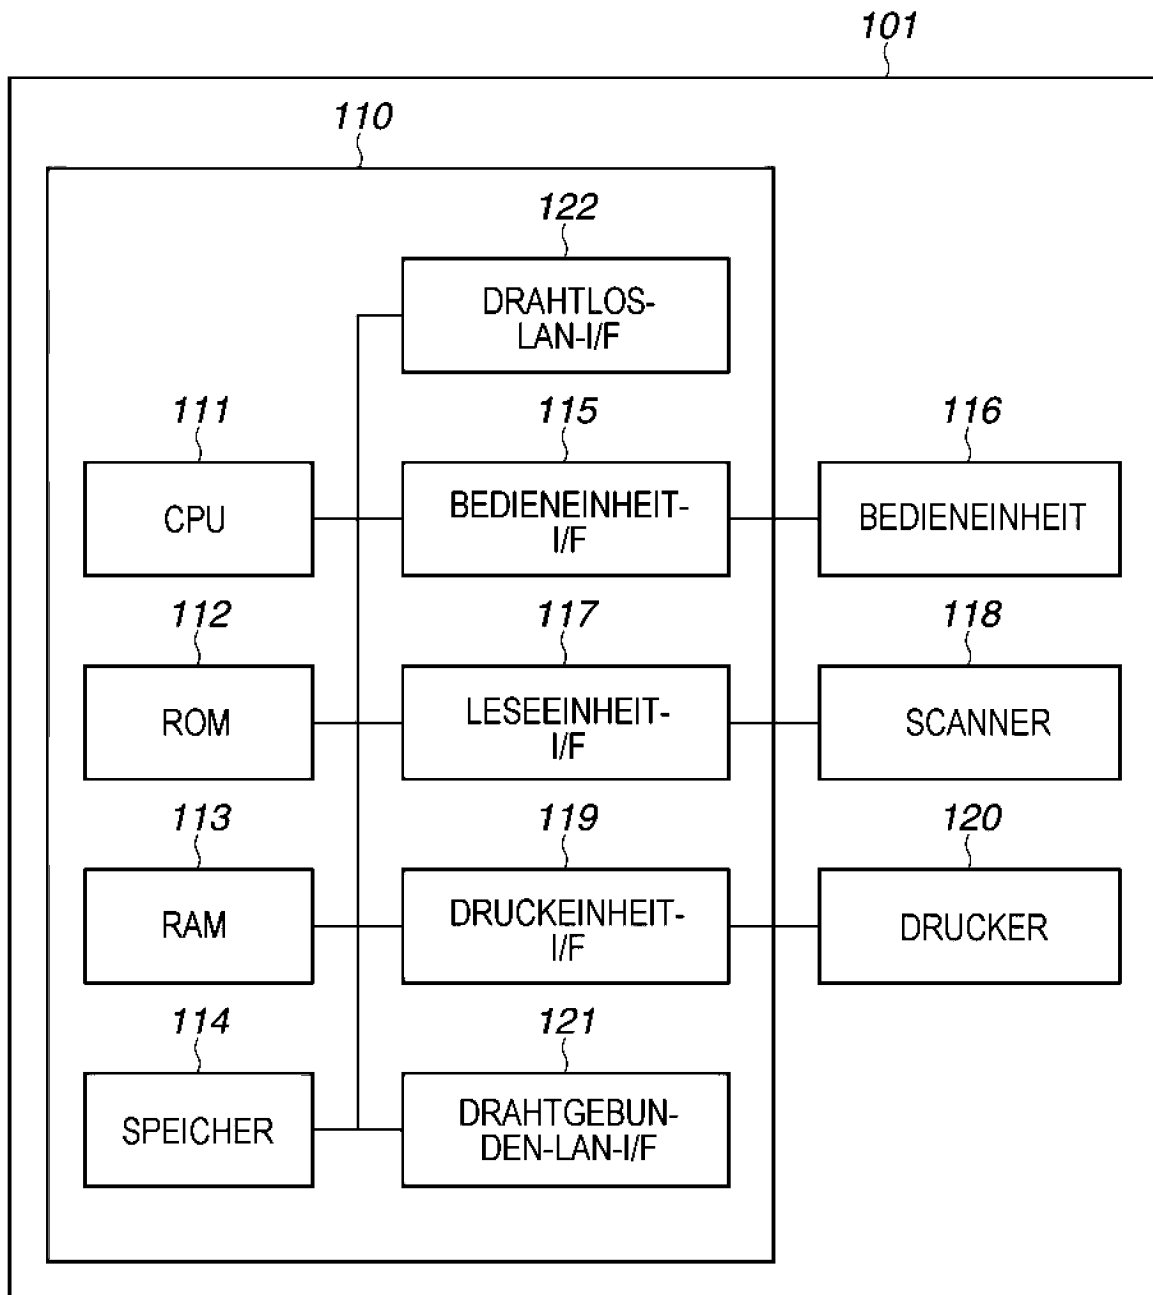 101
110
122
DRAHTLOS-
LAN-I/F
111
115
116
CPU
BEDIENEINHEIT-
I/F
BEDIENEINHEIT
112
117
118
ROM
LESEEINHEIT-
I/F
SCANNER
113
119
120
RAM
DRUCKEINHEIT-
I/F
DRUCKER
114
121
SPEICHER
DRAHTGEBUN-
DEN-LAN-I/F